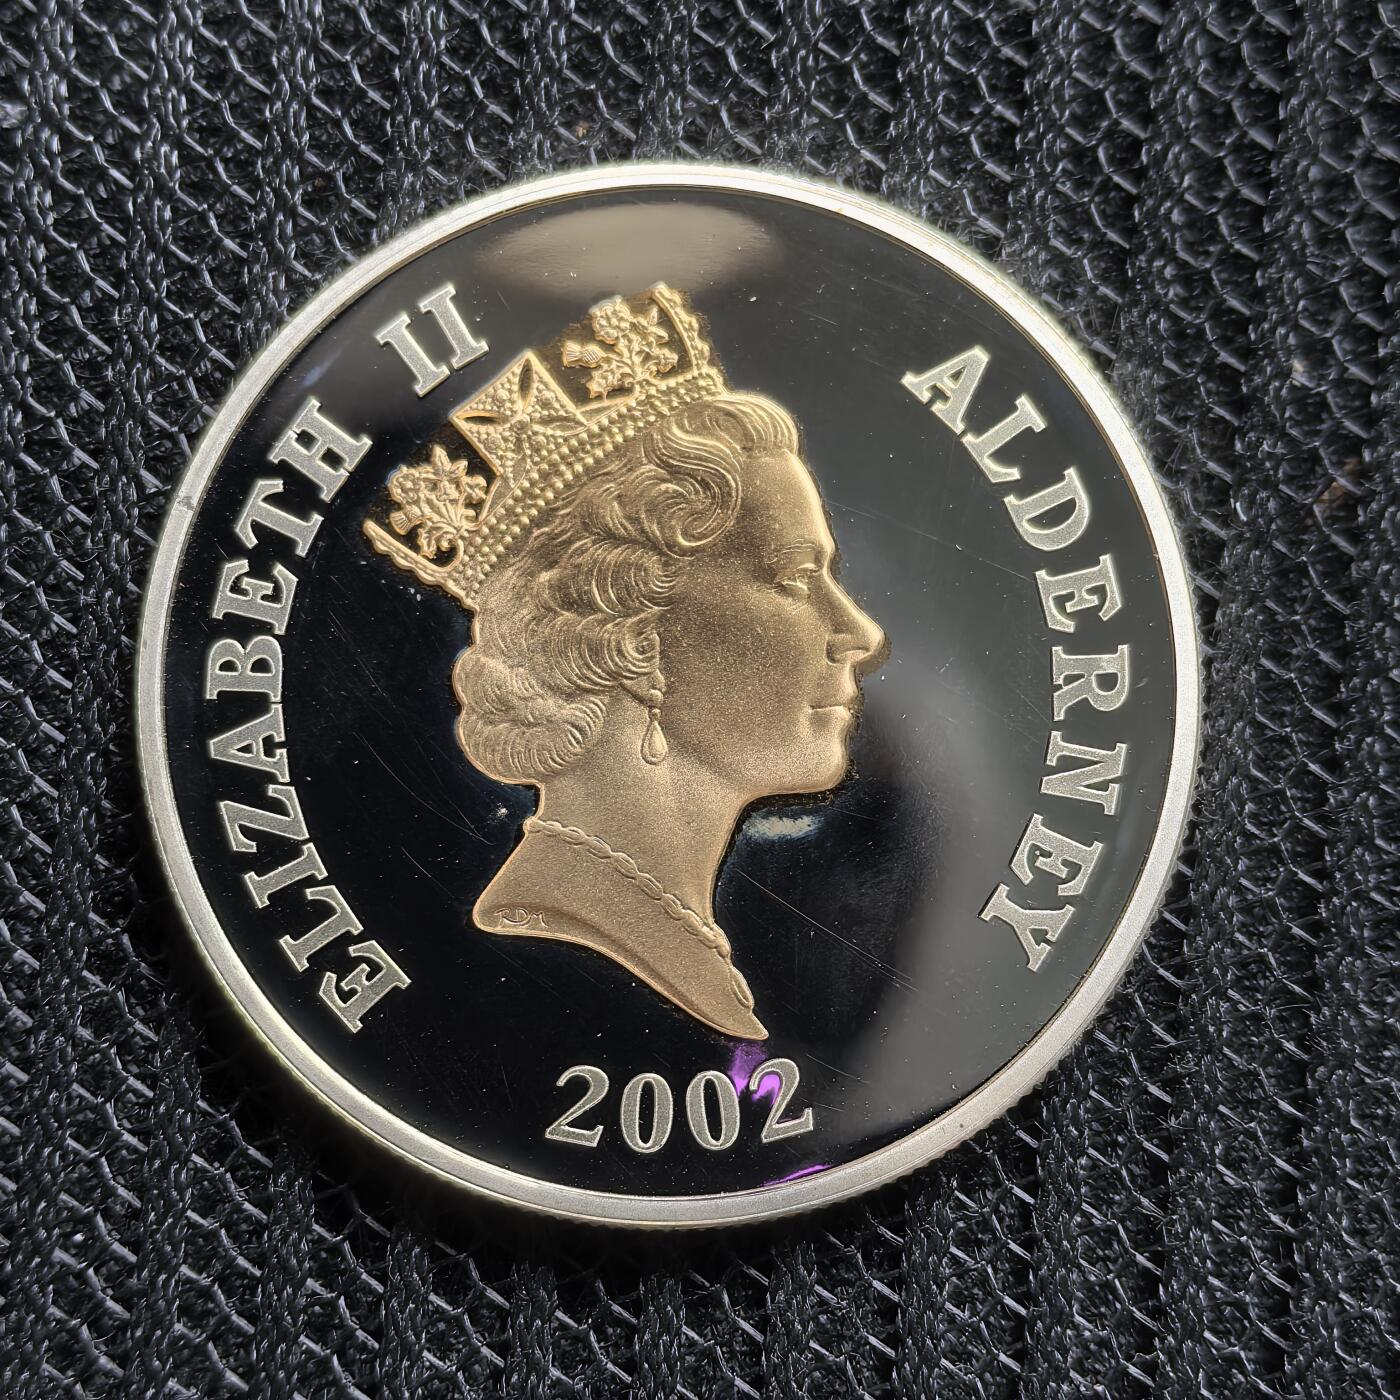 ELIZABETH II
ALDERNEY
RDM
2002